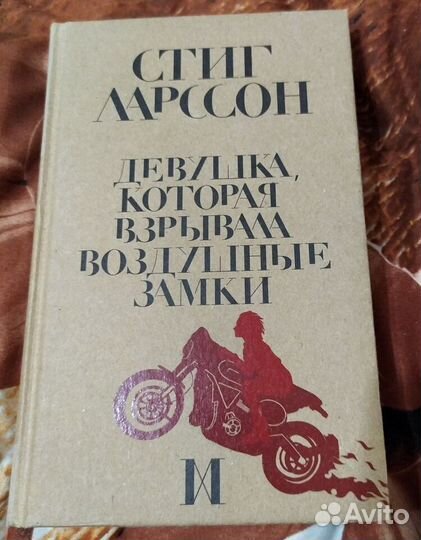 СТИГ
ЛАРССОН
ДЕВУШКА,
КОТОРАЯ
ВЗРЫВАЛА
ВОЗДУШНЫЕ
ЗАМКИ
Avito